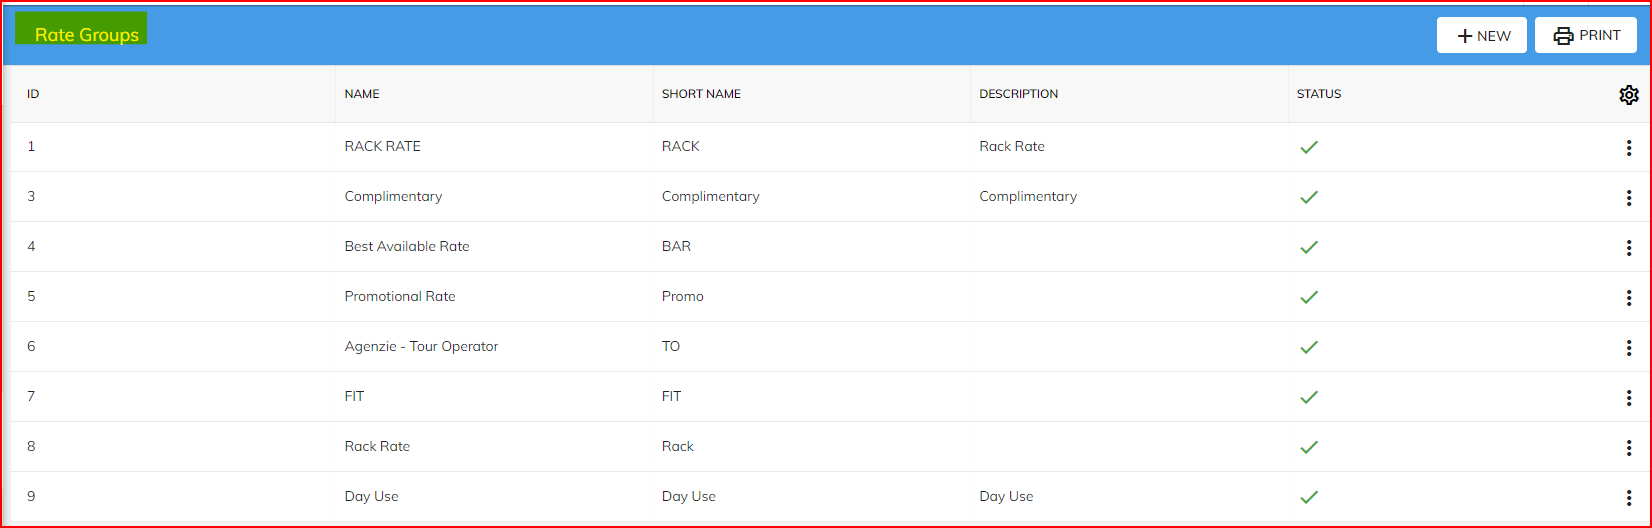 Rate Groups
NEW PRINT
ID NAME SHORT NAME DESCRIPTION STATUS
1 RACK RATE RACK Rack Rate
3 Complimentary Complimentary Complimentary
4 Best Available Rate BAR
5 Promotional Rate Promo
6 Agenzie - Tour Operator TO
7 FIT FIT
8 Rack Rate Rack
9 Day Use Day Use Day Use